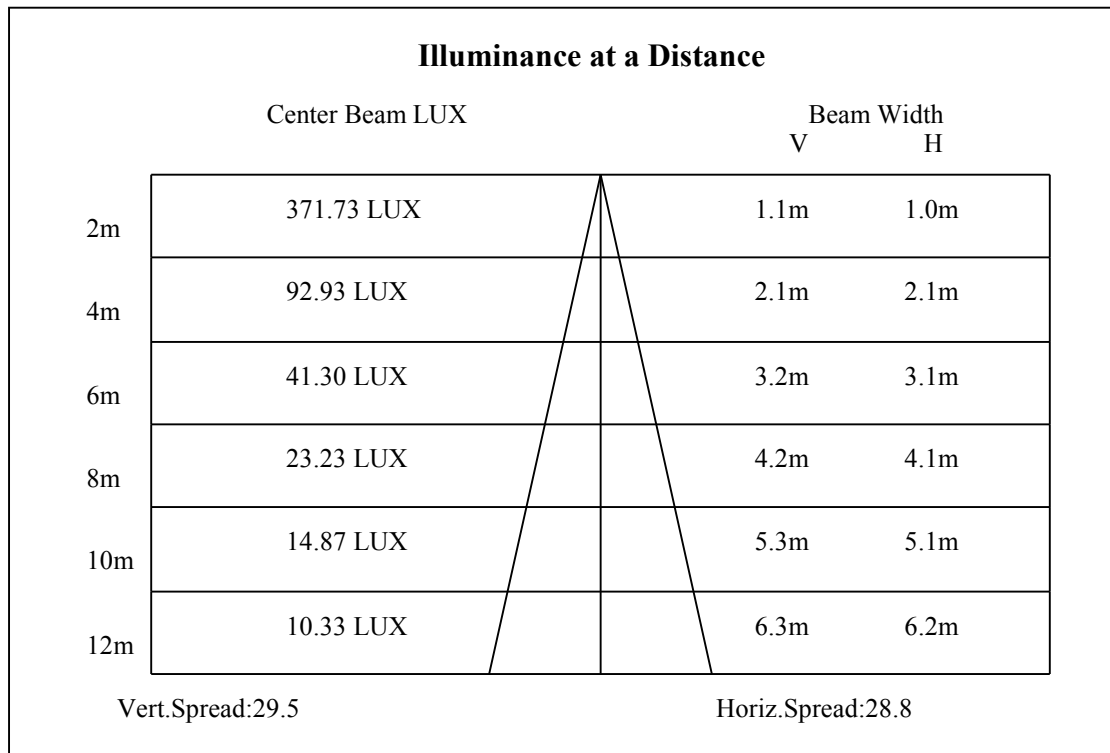 Illuminance at a Distance
Center Beam LUX Beam Width
V H
371.73 LUX 1.1m 1.0m
2m
92.93 LUX 2.1m 2.1m
4m
41.30 LUX 3.2m 3.1m
6m
23.23 LUX 4.2m 4.1m
8m
14.87 LUX 5.3m 5.1m
10m
10.33 LUX 6.3m 6.2m
12m
Vert.Spread:29.5 Horiz.Spread:28.8